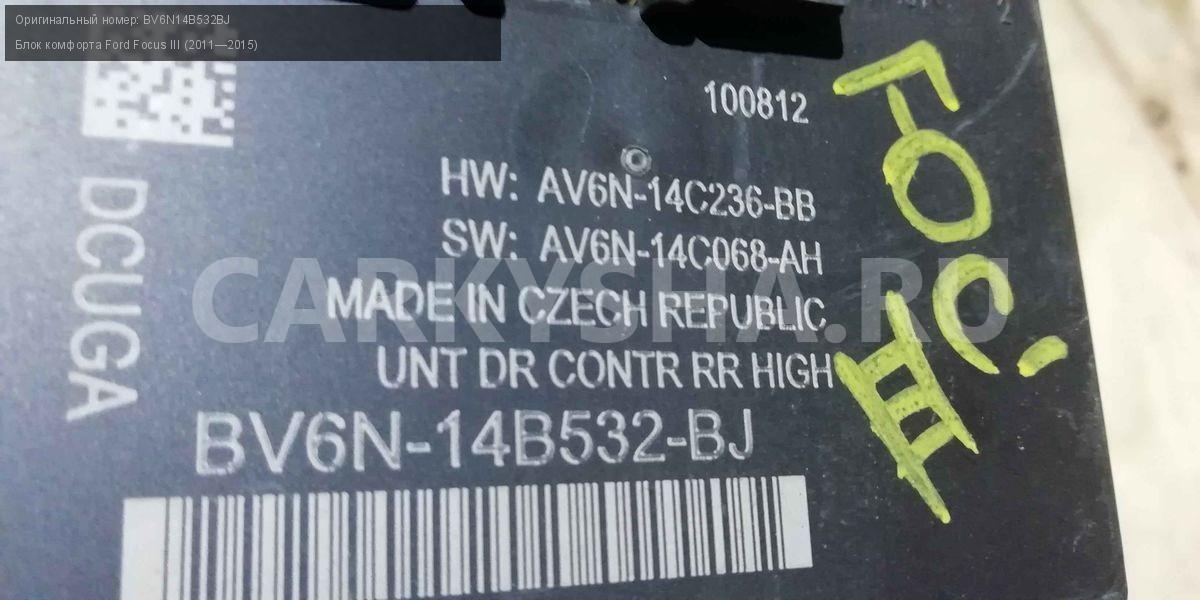 Оригинальный номер: BV6N14B532BJ
Блок комфорта Ford Focus III (2011—2015)
100812
HW: AV6N-14C236-BB
SW: AV6N-14C068-AH
MADE IN CZECH REPUBLIC
UNT DR CONTR RR HIGH
BV6N-14B532-BJ
DCUGA
FOC III
CARKYSHA.RU